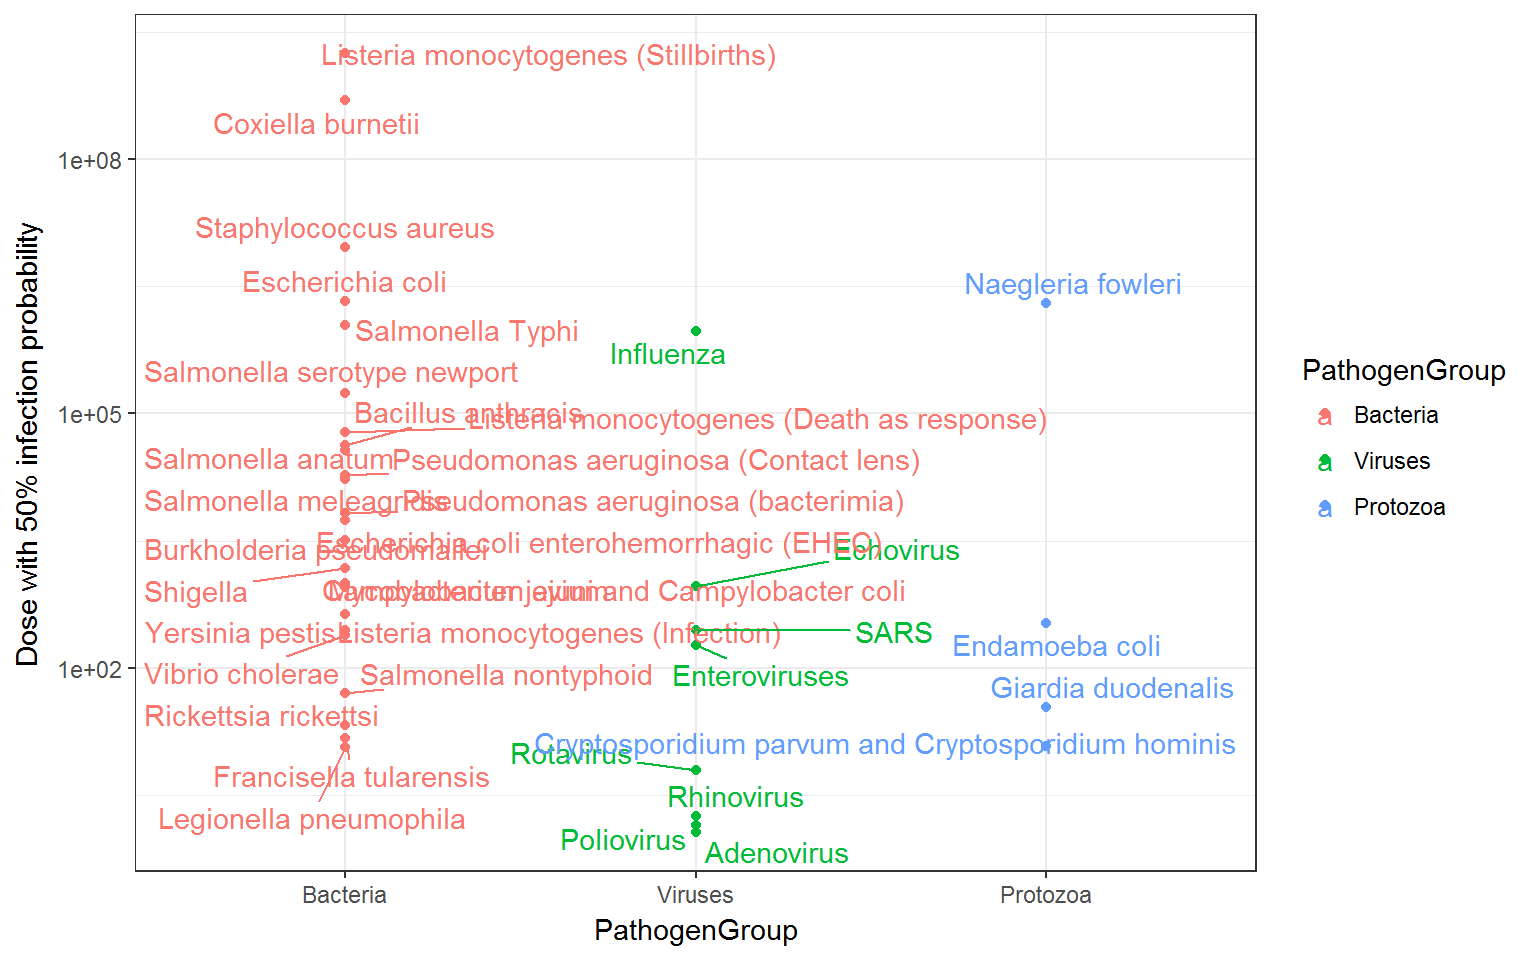 Listeria monocytogenes (Stillbirths)
Coxiella burnetii
1e+08
Staphylococcus aureus
Escherichia coli
Naegleria fowleri
Salmonella Typhi
Influenza
Salmonella serotype newport
1e+05
Bacillus anthracis
Listeria monocytogenes (Death as response)
Salmonella anatum
Pseudomonas aeruginosa (Contact lens)
Salmonella meleagridis
Pseudomonas aeruginosa (bacterimia)
Escherichia coli enterohemorrhagic (EHEC)
Burkholderia pseudomallei
Echovirus
Shigella
Campylobacter jejuni and Campylobacter coli
Mycobacterium avium
Yersinia pestis
Listeria monocytogenes (Infection)
SARS
Endamoeba coli
1e+02
Vibrio cholerae
Salmonella nontyphoid
Enteroviruses
Giardia duodenalis
Rickettsia rickettsi
Cryptosporidium parvum and Cryptosporidium hominis
Rotavirus
Francisella tularensis
Rhinovirus
Legionella pneumophila
Poliovirus
Adenovirus
Dose with 50% infection probability
Bacteria
Viruses
Protozoa
PathogenGroup
PathogenGroup
a Bacteria
a Viruses
a Protozoa